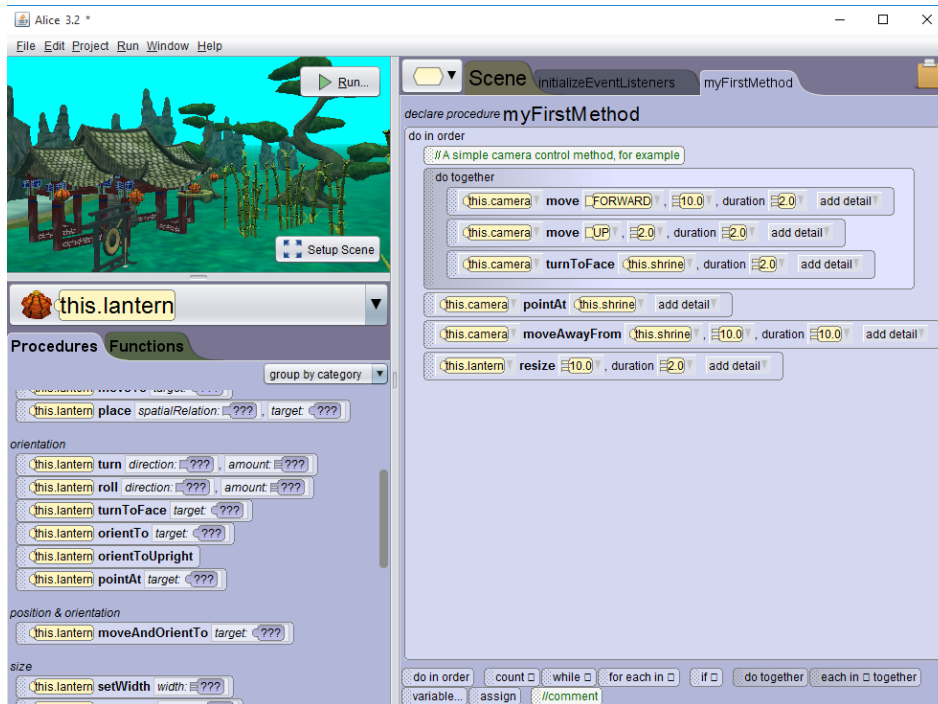 Alice 3.2 *
File Edit Project Run Window Help
Run...
Setup Scene
this.lantern
Procedures Functions
group by category
this.lantern place spatialRelation: ??? , target: ???
orientation
this.lantern turn direction: ??? , amount: ???
this.lantern roll direction: ??? , amount: ???
this.lantern turnToFace target: ???
this.lantern orientTo target: ???
this.lantern orientToUpright
this.lantern pointAt target: ???
position & orientation
this.lantern moveAndOrientTo target: ???
size
this.lantern setWidth width: ???
Scene initializeEventListeners myFirstMethod
declare procedure myFirstMethod
do in order
//A simple camera control method, for example
do together
this.camera move FORWARD , 10.0 , duration 2.0 add detail
this.camera move UP , 2.0 , duration 2.0 add detail
this.camera turnToFace this.shrine , duration 2.0 add detail
this.camera pointAt this.shrine add detail
this.camera moveAwayFrom this.shrine , 10.0 , duration 10.0 add detail
this.lantern resize 10.0 , duration 2.0 add detail
do in order count while for each in if do together each in together
variable... assign //comment